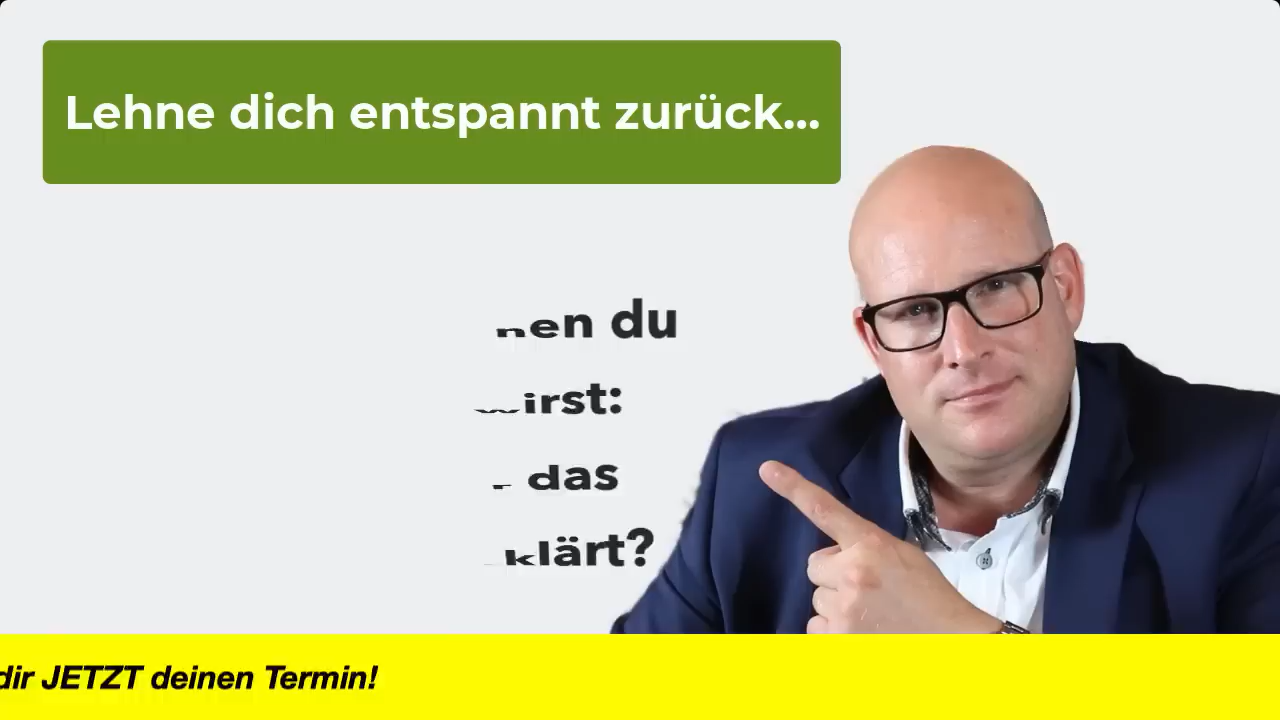 Lehne dich entspannt zurück...
nen du
wirst:
das
klärt?
dir JETZT deinen Termin!